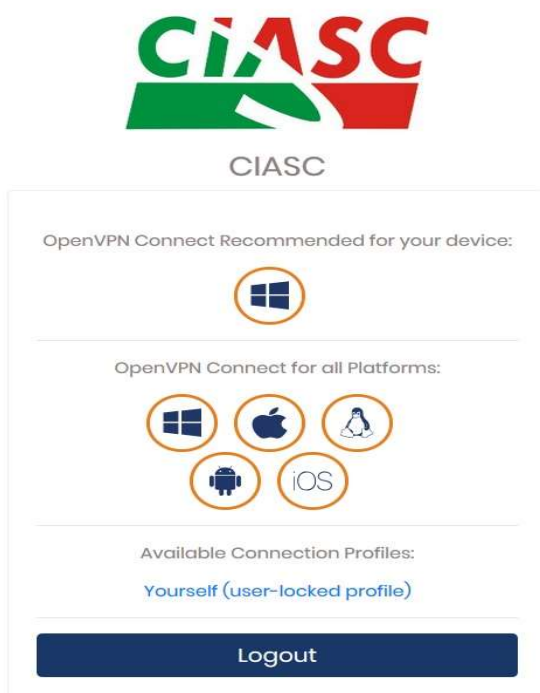 CiASC
CIASC
OpenVPN Connect Recommended for your device:
OpenVPN Connect for all Platforms:
iOS
Available Connection Profiles:
Yourself (user-locked profile)
Logout